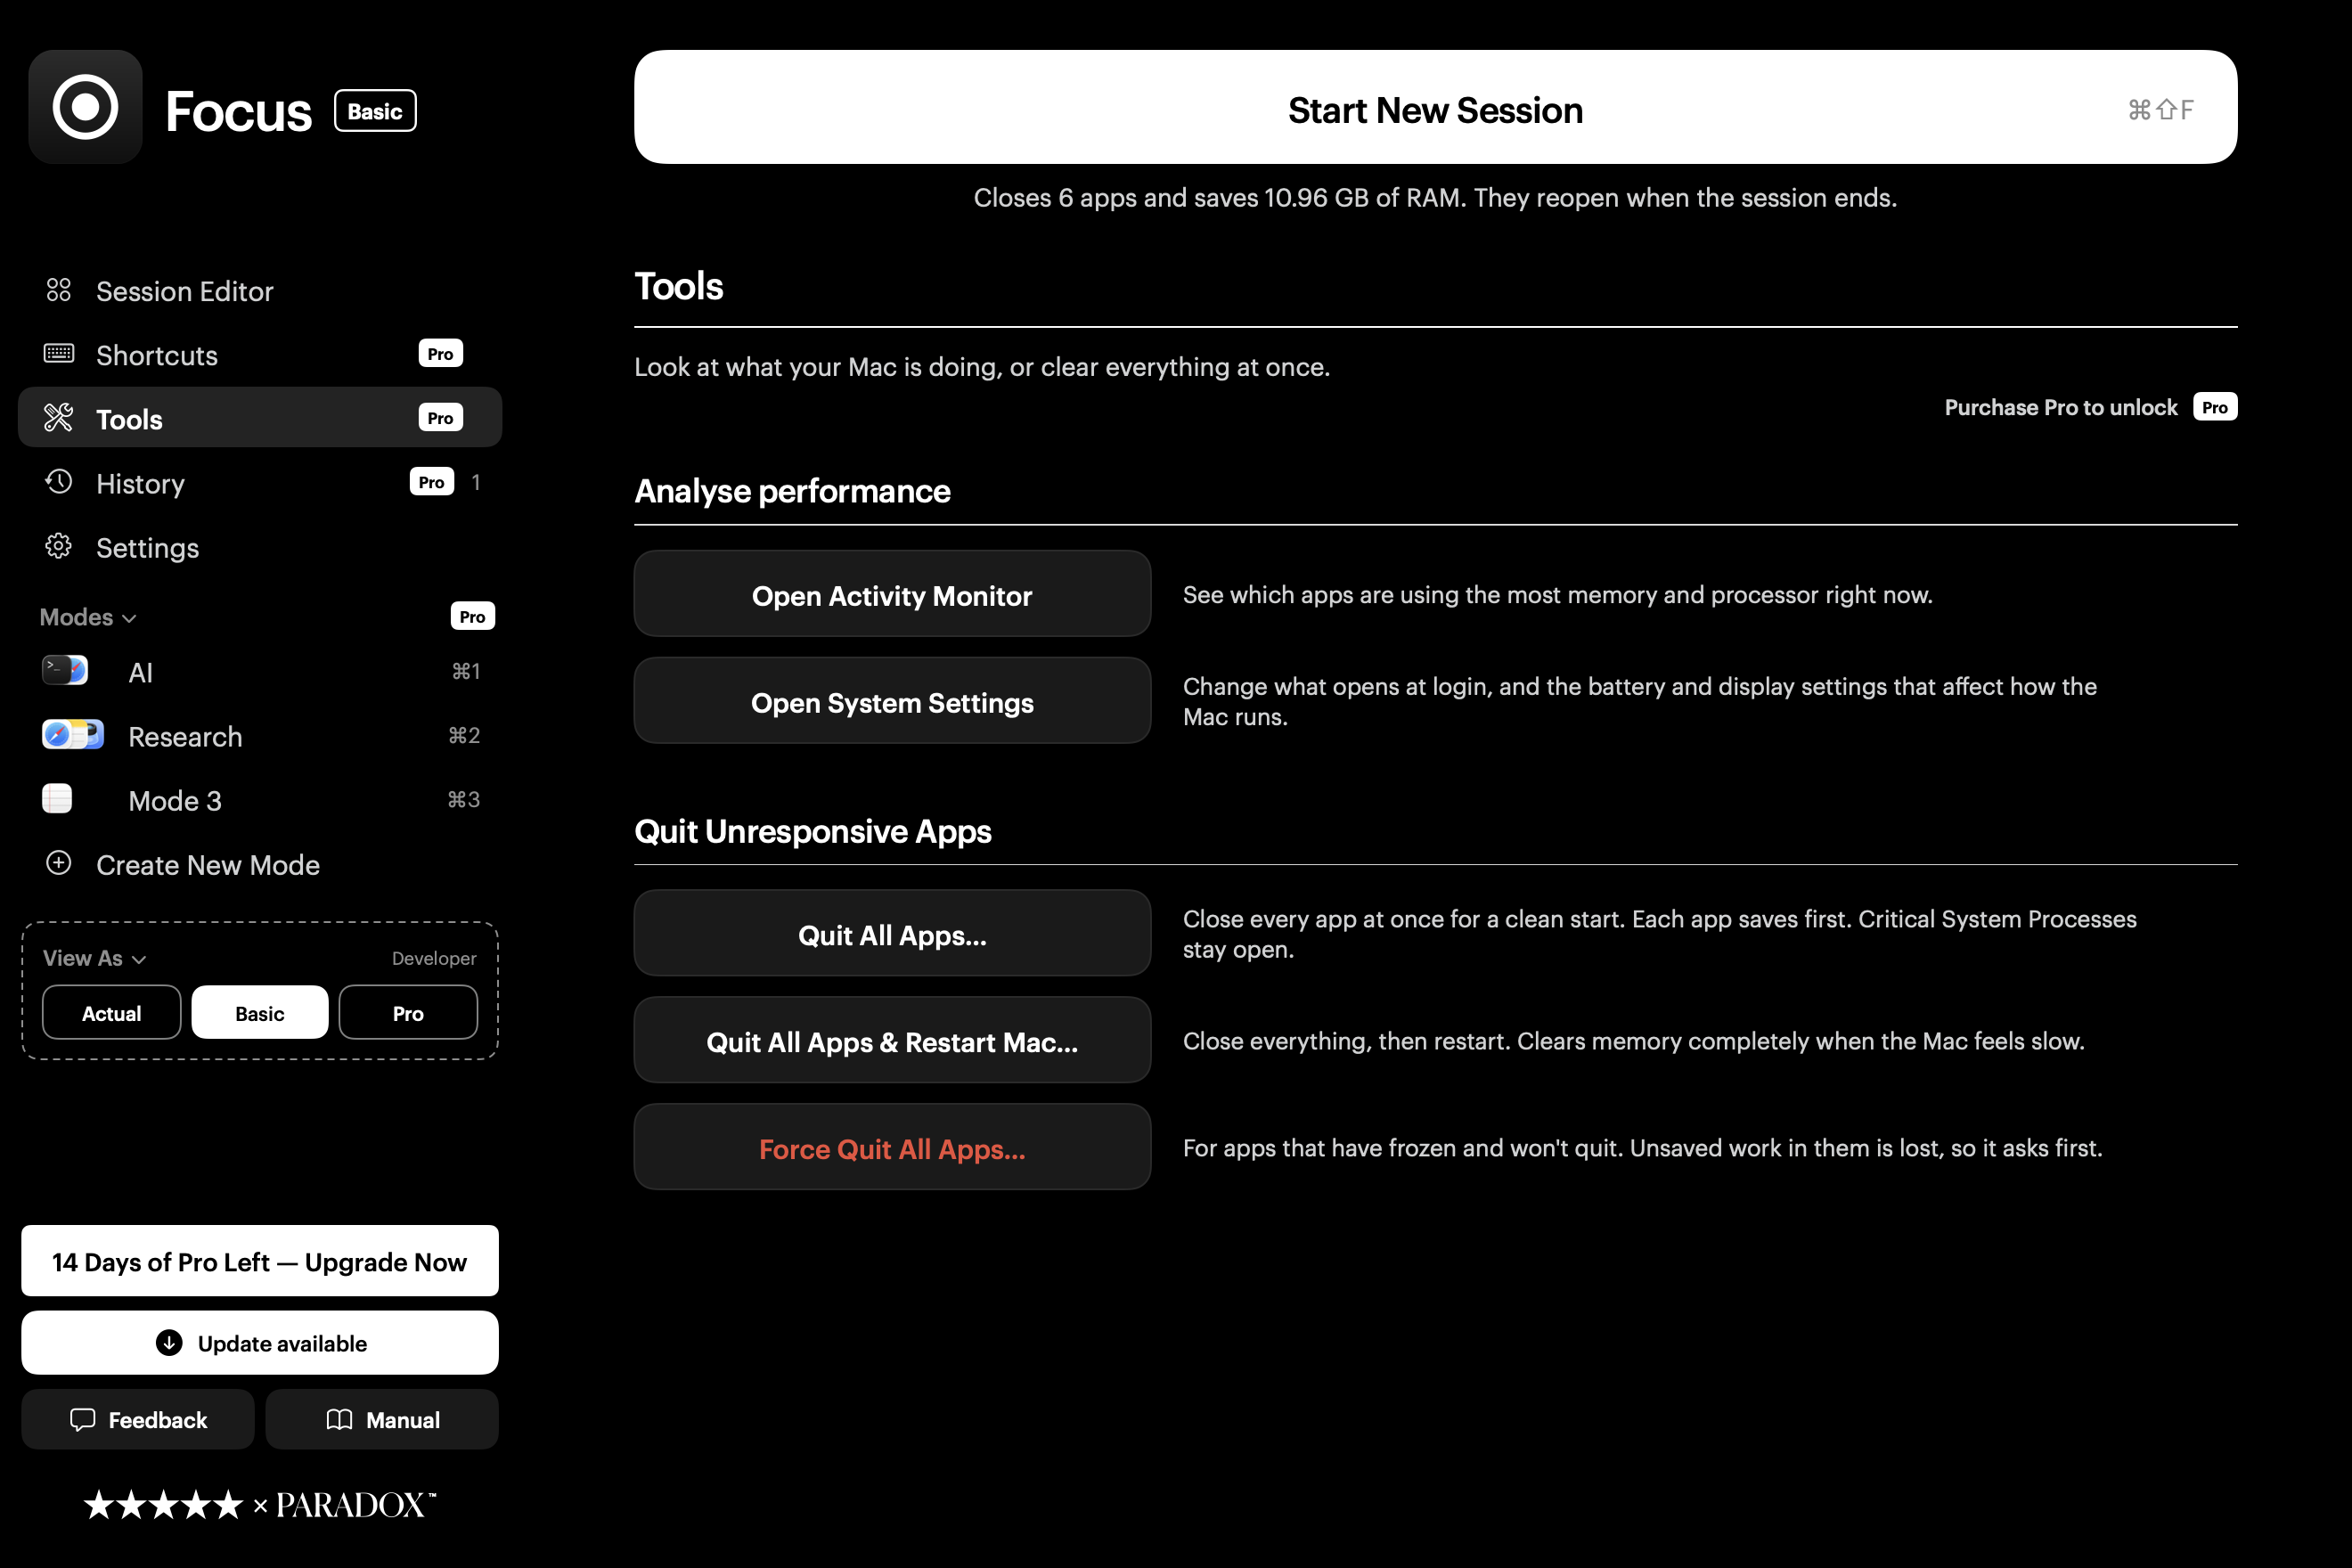 Focus
Basic
Start New Session
⌘⇧F
Closes 6 apps and saves 10.96 GB of RAM. They reopen when the session ends.
Session Editor
Shortcuts
Pro
Tools
Pro
History
Pro
1
Settings
Modes
Pro
AI
⌘1
Research
⌘2
Mode 3
⌘3
Create New Mode
View As
Developer
Actual
Basic
Pro
14 Days of Pro Left — Upgrade Now
Update available
Feedback
Manual
★★★★★ × PARADOX™
Tools
Look at what your Mac is doing, or clear everything at once.
Purchase Pro to unlock
Pro
Analyse performance
Open Activity Monitor
See which apps are using the most memory and processor right now.
Open System Settings
Change what opens at login, and the battery and display settings that affect how the
Mac runs.
Quit Unresponsive Apps
Quit All Apps...
Close every app at once for a clean start. Each app saves first. Critical System Processes
stay open.
Quit All Apps & Restart Mac...
Close everything, then restart. Clears memory completely when the Mac feels slow.
Force Quit All Apps...
For apps that have frozen and won't quit. Unsaved work in them is lost, so it asks first.